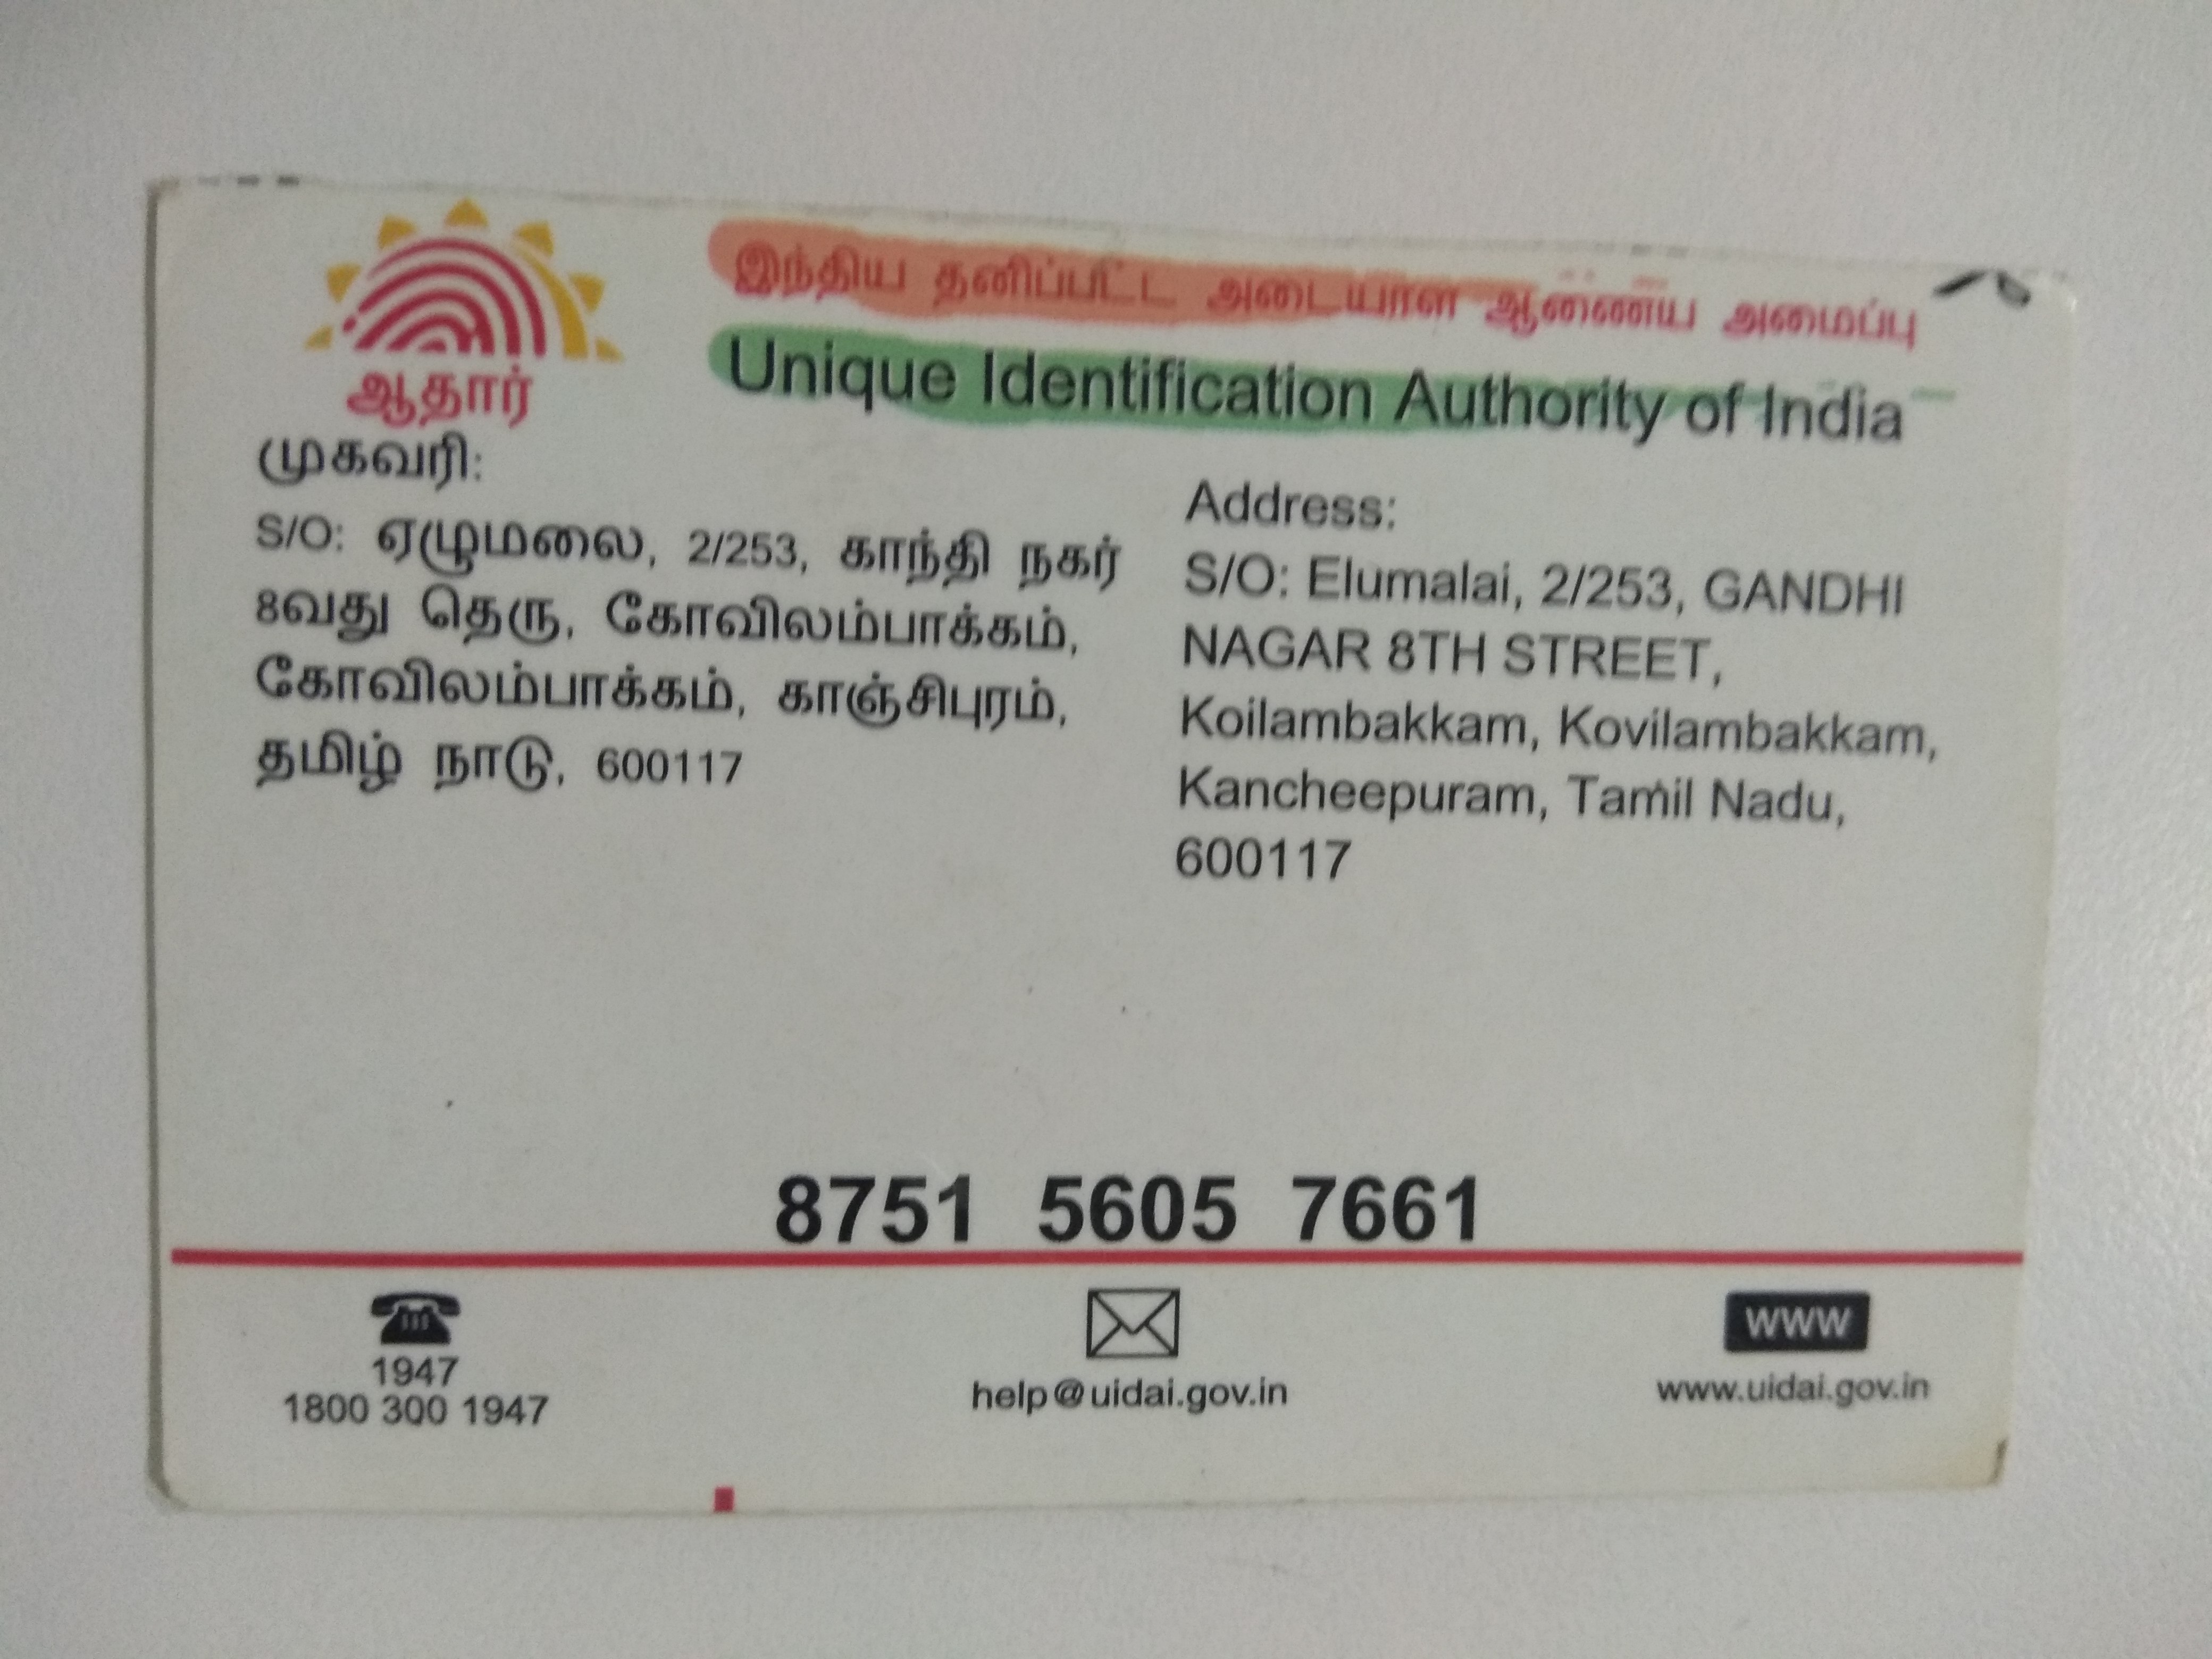 ஆதார்
இந்திய தனிப்பட்ட அடையாள ஆணைய அமைப்பு
Unique Identification Authority of India
முகவரி:
S/O: ஏழுமலை, 2/253, காந்தி நகர்
8வது தெரு, கோவிலம்பாக்கம்,
கோவிலம்பாக்கம், காஞ்சிபுரம்,
தமிழ் நாடு, 600117
Address:
S/O: Elumalai, 2/253, GANDHI
NAGAR 8TH STREET,
Koilambakkam, Kovilambakkam,
Kancheepuram, Tamil Nadu,
600117
8751 5605 7661
1947
1800 300 1947
help@uidai.gov.in
WWW
www.uidai.gov.in